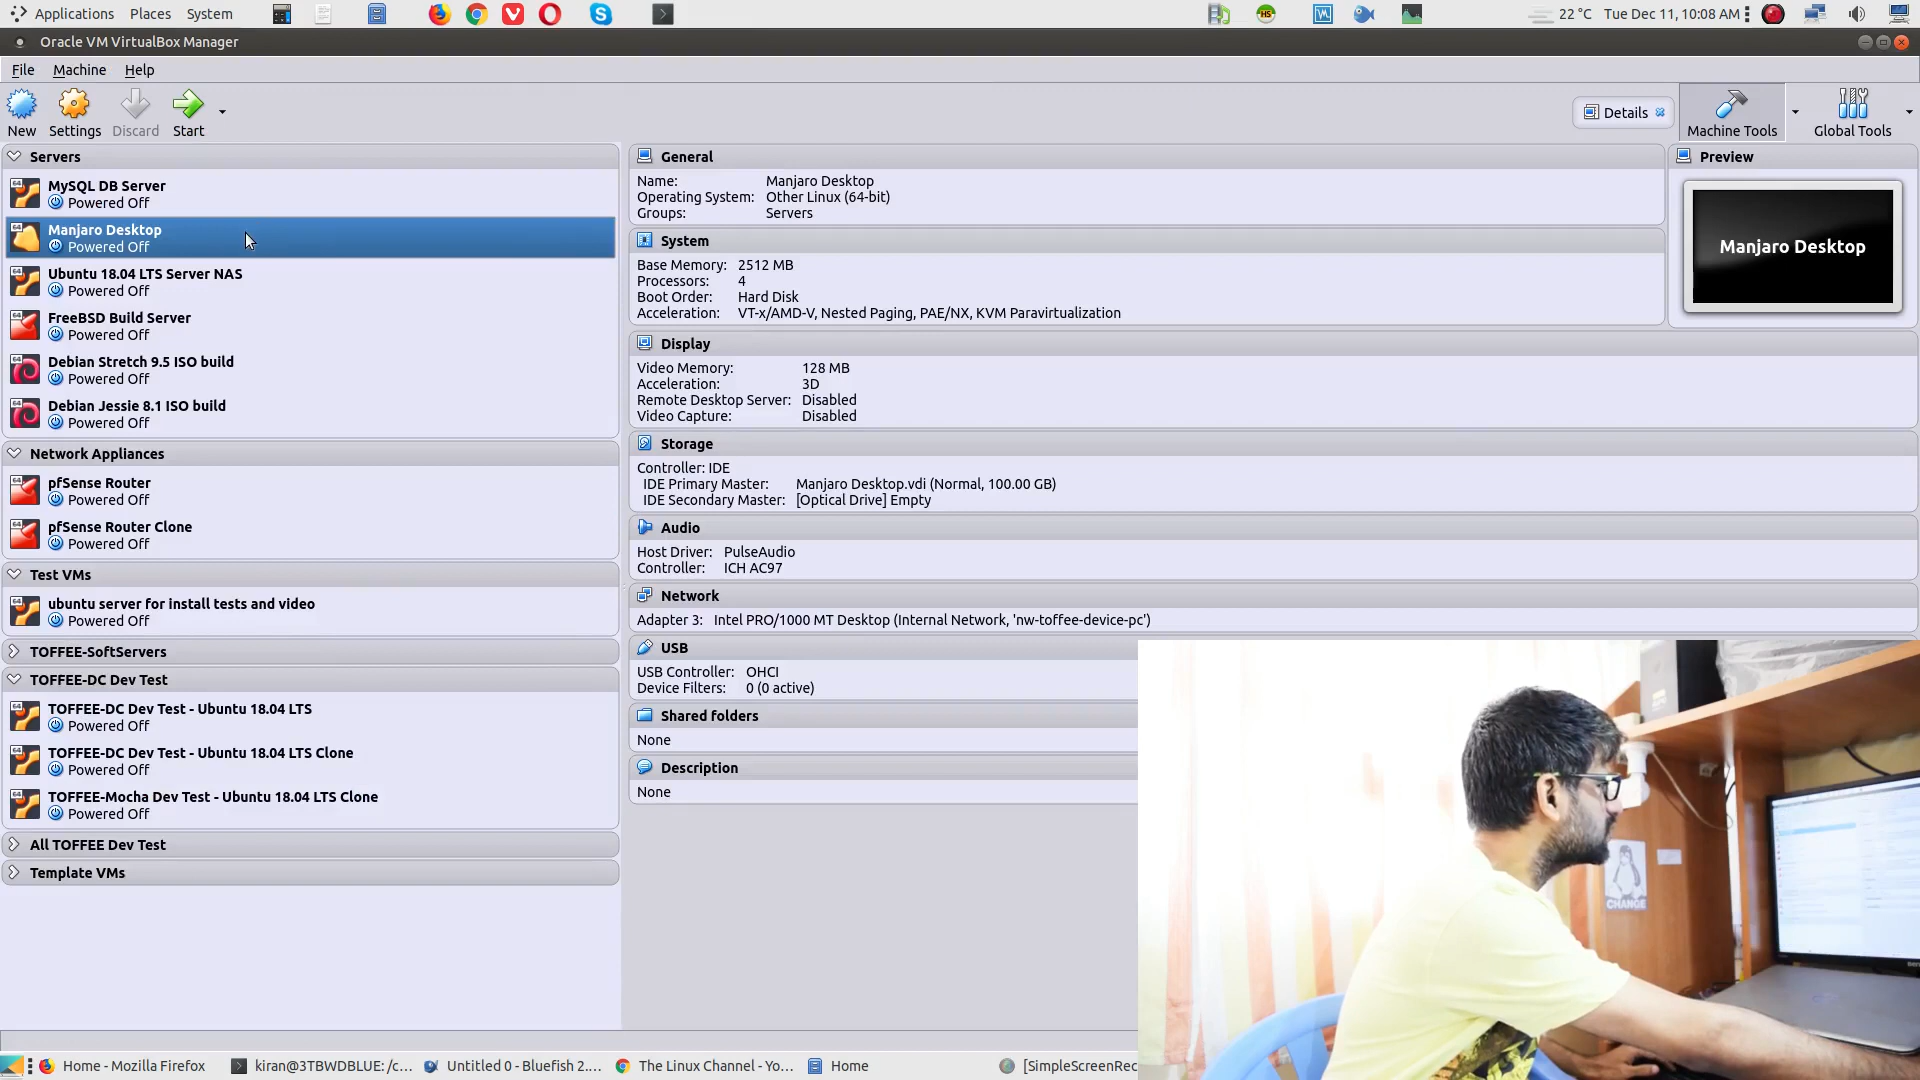 Applications Places System 22 °C Tue Dec 11, 10:08 AM
Oracle VM VirtualBox Manager
File Machine Help
New Settings Discard Start Details Machine Tools Global Tools
Servers
MySQL DB Server
Powered Off
Manjaro Desktop
Powered Off
Ubuntu 18.04 LTS Server NAS
Powered Off
FreeBSD Build Server
Powered Off
Debian Stretch 9.5 ISO build
Powered Off
Debian Jessie 8.1 ISO build
Powered Off
Network Appliances
pfSense Router
Powered Off
pfSense Router Clone
Powered Off
Test VMs
ubuntu server for install tests and video
Powered Off
TOFFEE-SoftServers
TOFFEE-DC Dev Test
TOFFEE-DC Dev Test - Ubuntu 18.04 LTS
Powered Off
TOFFEE-DC Dev Test - Ubuntu 18.04 LTS Clone
Powered Off
TOFFEE-Mocha Dev Test - Ubuntu 18.04 LTS Clone
Powered Off
All TOFFEE Dev Test
Template VMs
General
Name: Manjaro Desktop
Operating System: Other Linux (64-bit)
Groups: Servers
System
Base Memory: 2512 MB
Processors: 4
Boot Order: Hard Disk
Acceleration: VT-x/AMD-V, Nested Paging, PAE/NX, KVM Paravirtualization
Display
Video Memory: 128 MB
Acceleration: 3D
Remote Desktop Server: Disabled
Video Capture: Disabled
Storage
Controller: IDE
IDE Primary Master: Manjaro Desktop.vdi (Normal, 100.00 GB)
IDE Secondary Master: [Optical Drive] Empty
Audio
Host Driver: PulseAudio
Controller: ICH AC97
Network
Adapter 3: Intel PRO/1000 MT Desktop (Internal Network, 'nw-toffee-device-pc')
USB
USB Controller: OHCI
Device Filters: 0 (0 active)
Shared folders
None
Description
None
Preview
Manjaro Desktop
CHANGE
Home - Mozilla Firefox kiran@3TBWDBLUE: /c... Untitled 0 - Bluefish 2.... The Linux Channel - Yo... Home [SimpleScreenRec